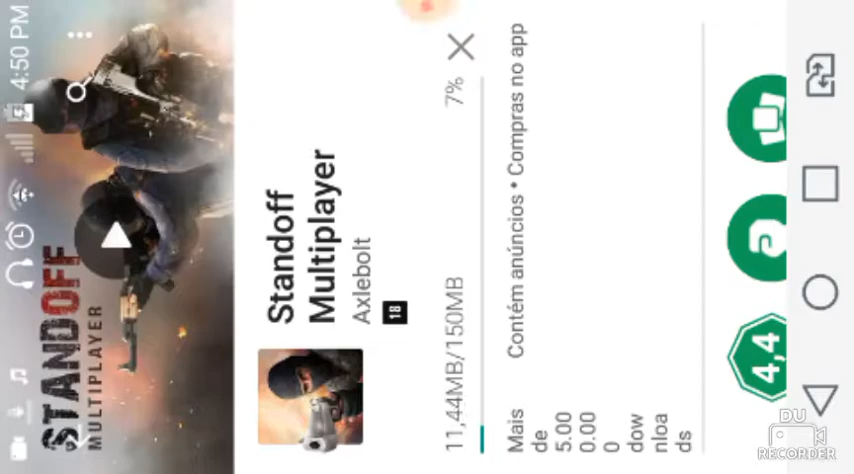 4:50 PM
STANDOFF
MULTIPLAYER
Standoff
Multiplayer
Axlebolt
18
11,44MB/150MB
7%
Contém anúncios • Compras no app
Mais
de
5.00
0.00
0
dow
nloa
ds
4,4
DU
RECORDER